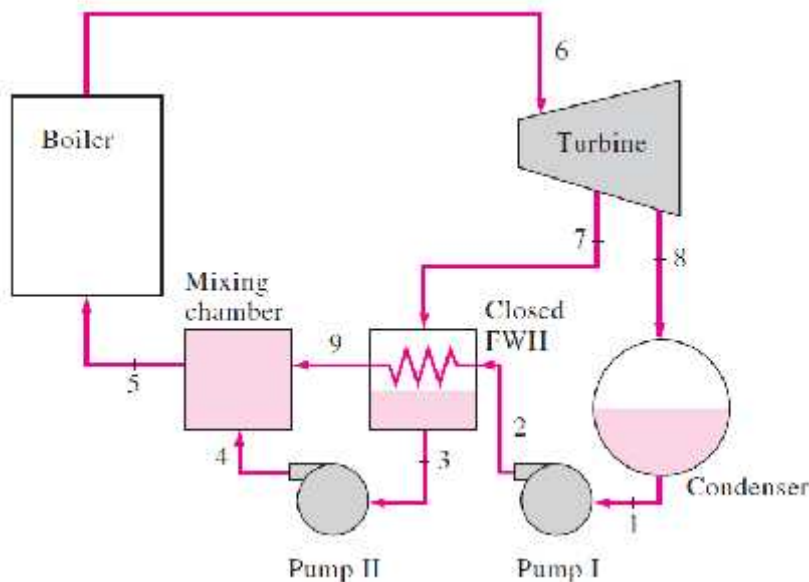 6
Boiler
Turbine
7
8
Mixing
chamber
Closed
FWH
9
5
2
4
3
Condenser
1
Pump II
Pump I